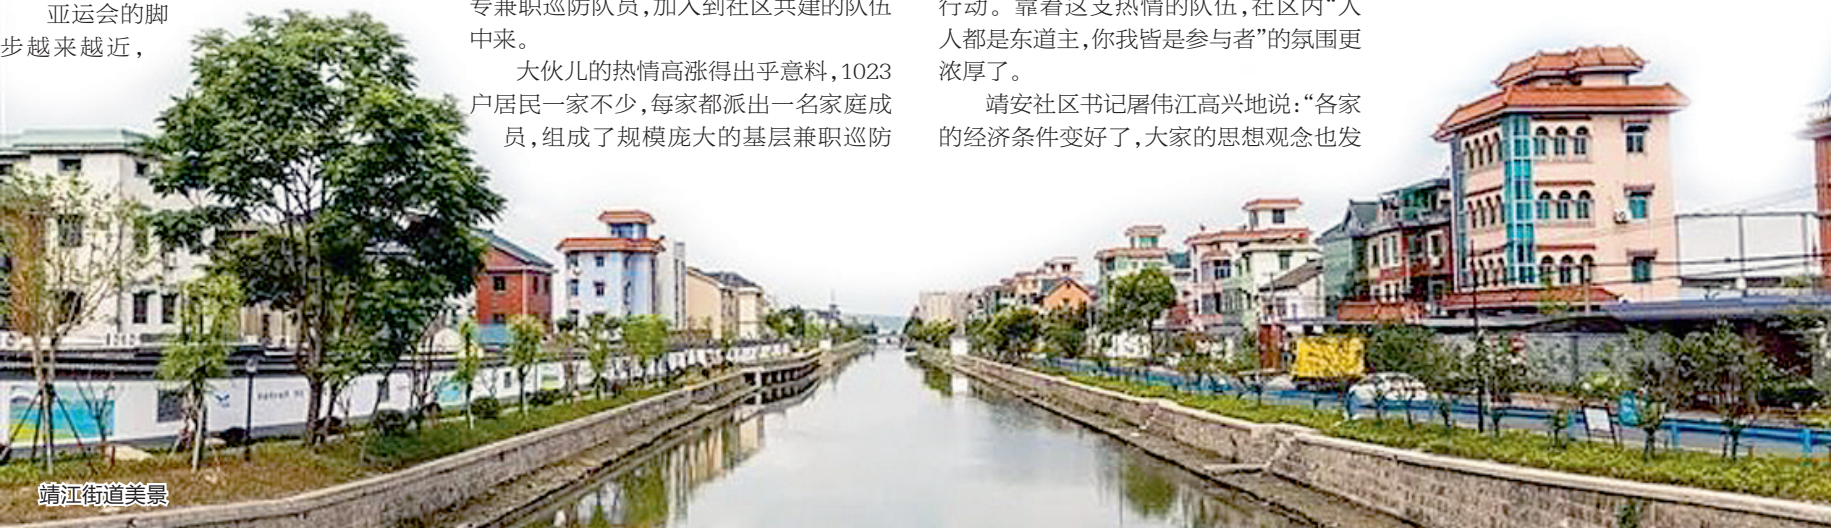 亚运会的脚
步越来越近，
专兼职巡防队员，加入到社区共建的队伍
中来。
大伙儿的热情高涨得出乎意料，1023
户居民一家不少，每家都派出一名家庭成
员，组成了规模庞大的基层兼职巡防
行动。靠着这支热情的队伍，社区内“人
人都是东道主，你我皆是参与者”的氛围更
浓厚了。
靖安社区书记屠伟江高兴地说：“各家
的经济条件变好了，大家的思想观念也发
靖江街道美景